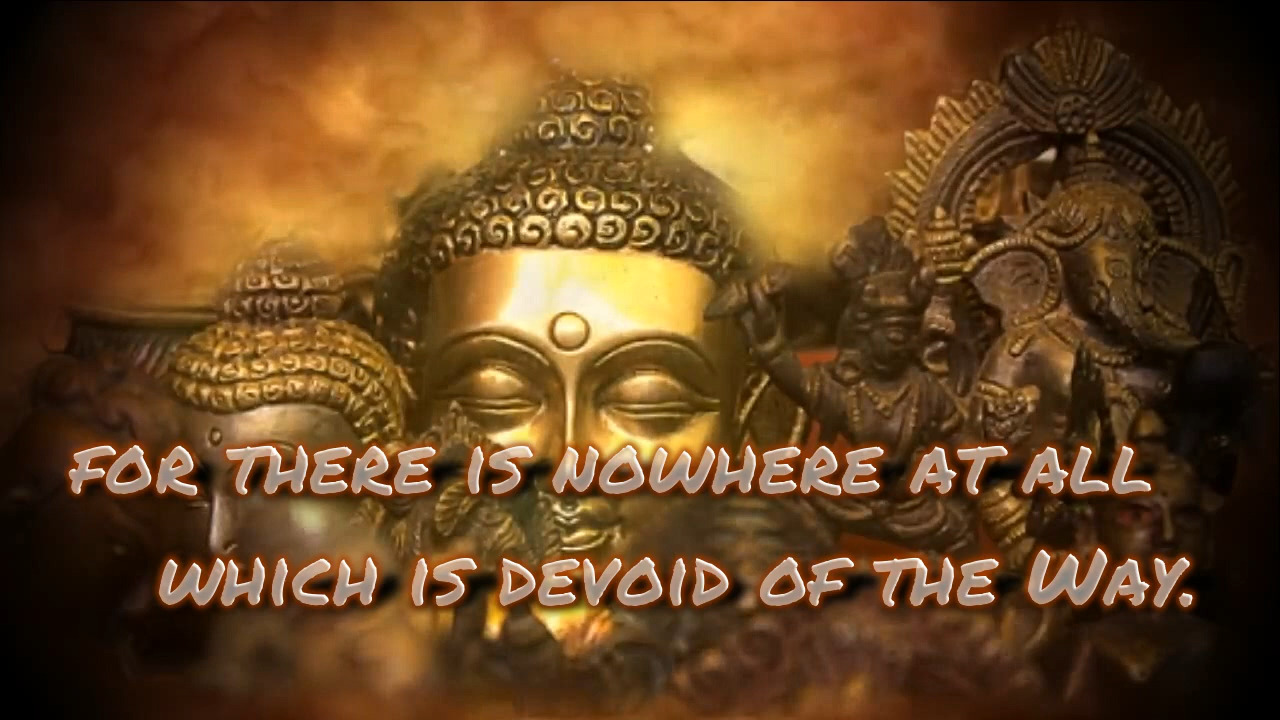 for there is nowhere at all
which is devoid of the Way.